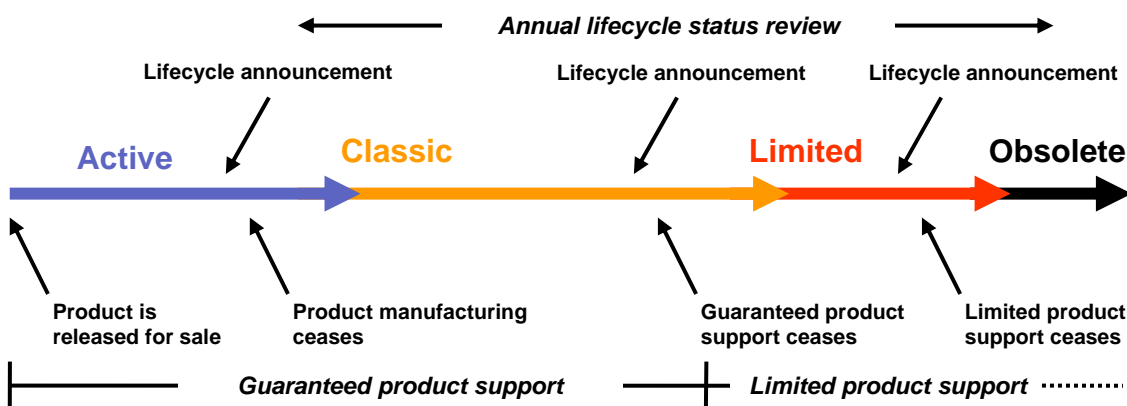 Annual lifecycle status review
Lifecycle announcement
Lifecycle announcement
Lifecycle announcement
Active
Classic
Limited
Obsolete
Product is
released for sale
Product manufacturing
ceases
Guaranteed product
support ceases
Limited product
support ceases
Guaranteed product support
Limited product support